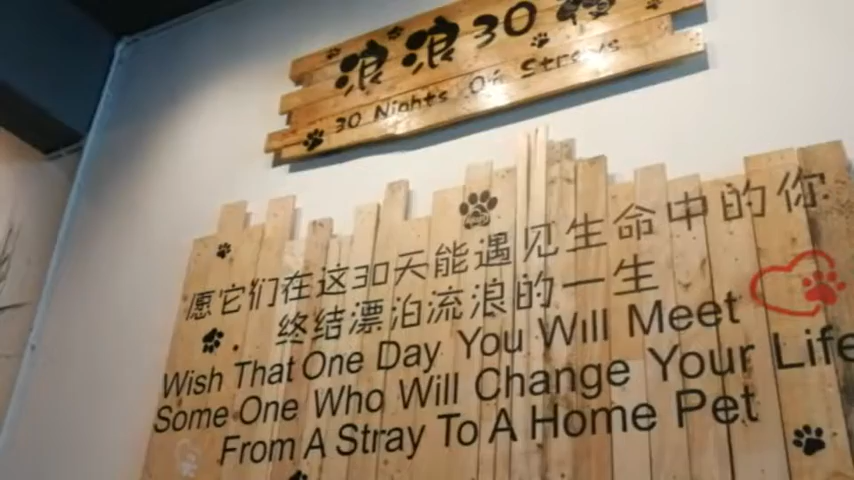 浪浪30
30 Nights On Strays
愿它们在这30天能遇见生命中的你
终结漂泊流浪的一生
Wish That One Day You Will Meet
Some One Who Will Change Your Life
From A Stray To A Home Pet